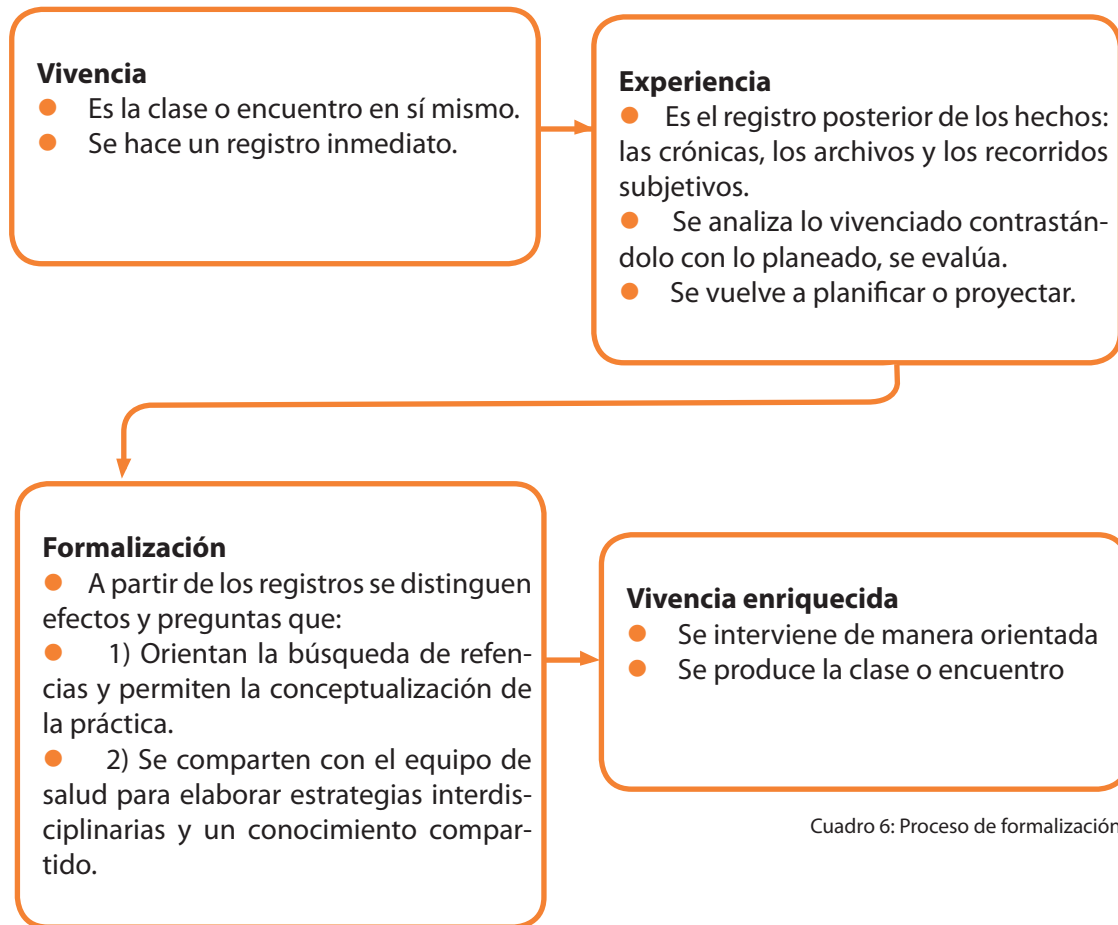 Vivencia
● Es la clase o encuentro en sí mismo.
● Se hace un registro inmediato.
Experiencia
● Es el registro posterior de los hechos:
las crónicas, los archivos y los recorridos
subjetivos.
● Se analiza lo vivenciado contrastán-
dolo con lo planeado, se evalúa.
● Se vuelve a planificar o proyectar.
Formalización
● A partir de los registros se distinguen
efectos y preguntas que:
● 1) Orientan la búsqueda de refen-
cias y permiten la conceptualización de
la práctica.
● 2) Se comparten con el equipo de
salud para elaborar estrategias interdis-
ciplinarias y un conocimiento compar-
tido.
Vivencia enriquecida
● Se interviene de manera orientada
● Se produce la clase o encuentro
Cuadro 6: Proceso de formalización